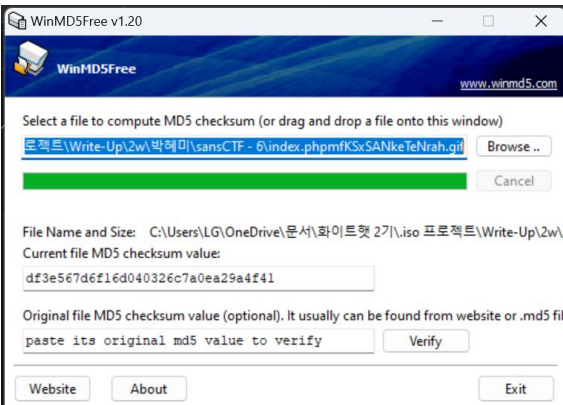 WinMD5Free v1.20
WinMD5Free
www.winmd5.com
Select a file to compute MD5 checksum (or drag and drop a file onto this window)
로젝트\Write-Up\2w\박혜미\sansCTF - 6\index.phpmfKSxSANkeTeNrah.gif
Browse ..
Cancel
File Name and Size: C:\Users\LG\OneDrive\문서\화이트햇 2기\.iso 프로젝트\Write-Up\2w\
Current file MD5 checksum value:
df3e567d6f16d040326c7a0ea29a4f41
Original file MD5 checksum value (optional). It usually can be found from website or .md5 fil
paste its original md5 value to verify
Verify
Website
About
Exit